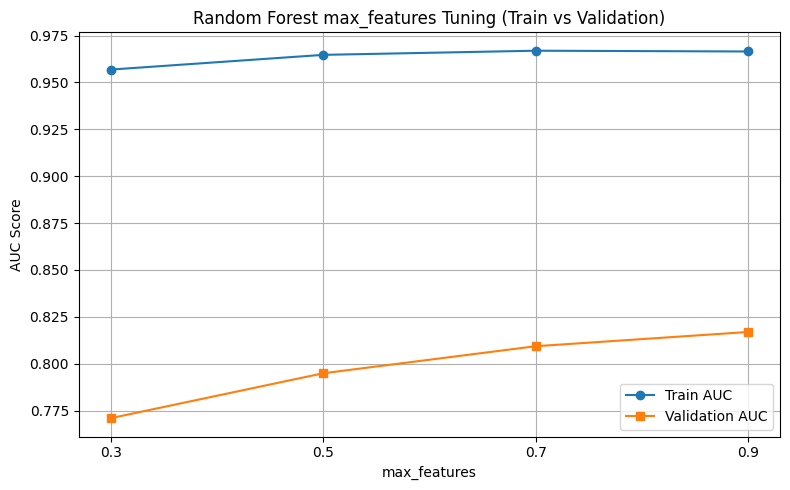 Random Forest max_features Tuning (Train vs Validation)
0.975
0.950
0.925
0.900
0.875
0.850
0.825
0.800
0.775
AUC Score
0.3 0.5 0.7 0.9
max_features
Train AUC
Validation AUC